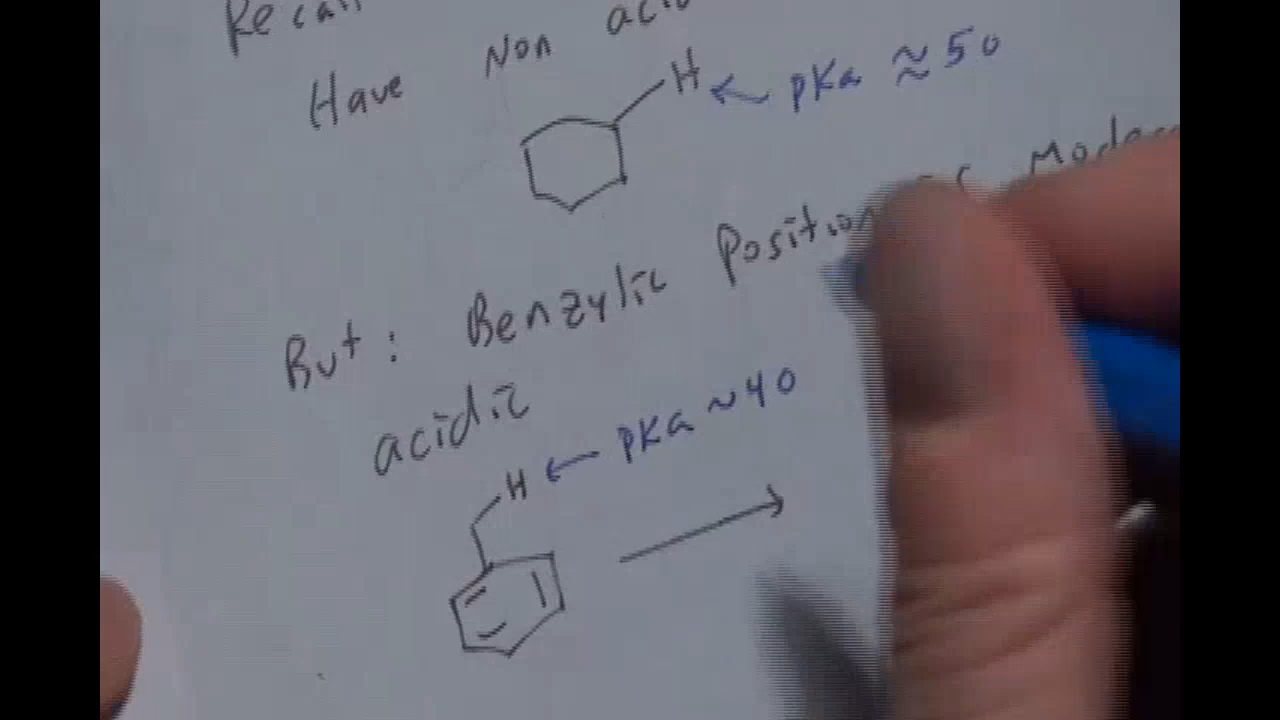 Have Non
H ← pKa ≈ 50
But: Benzylic Position
acidic
H ← pKa ~ 40